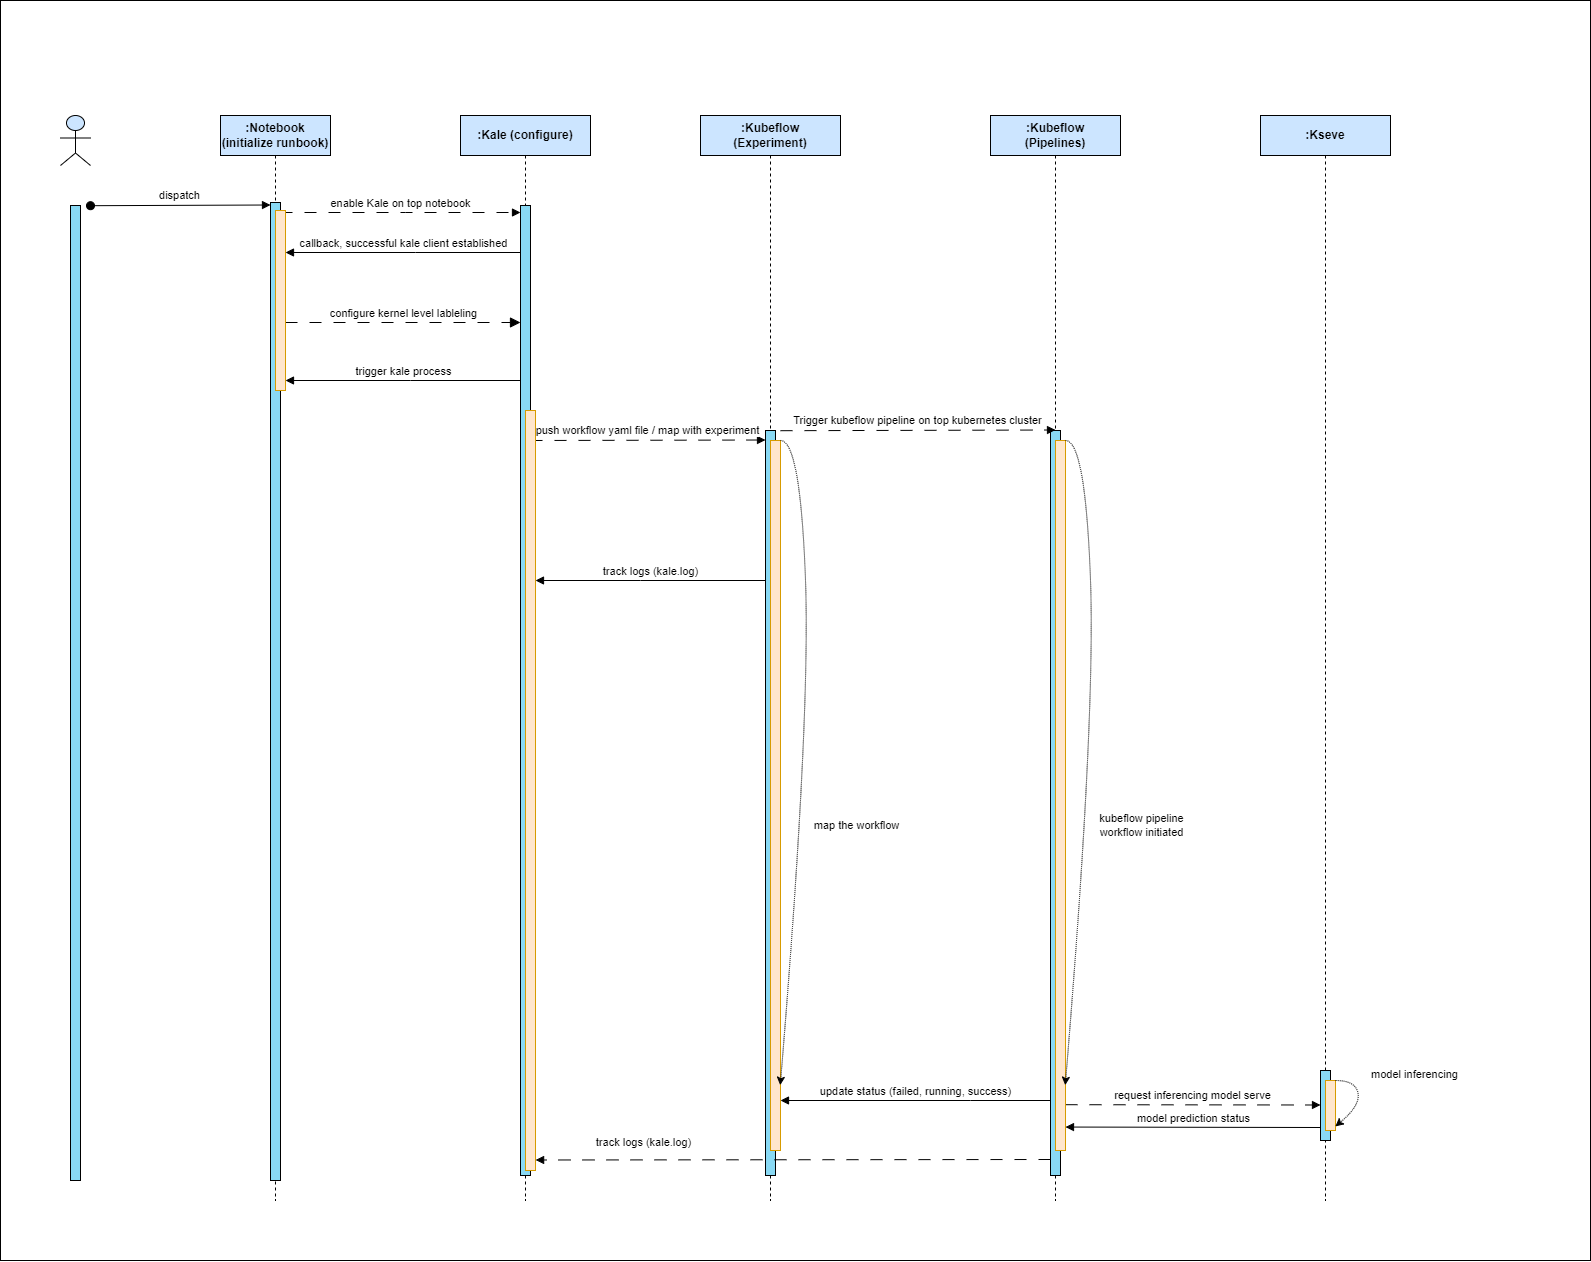 :Notebook
(initialize runbook)
:Kale (configure)
:Kubeflow
(Experiment)
:Kubeflow
(Pipelines)
:Kseve
dispatch
enable Kale on top notebook
callback, successful kale client established
configure kernel level lableling
trigger kale process
push workflow yaml file / map with experiment
Trigger kubeflow pipeline on top kubernetes cluster
track logs (kale.log)
map the workflow
kubeflow pipeline
workflow initiated
model inferencing
update status (failed, running, success)
request inferencing model serve
model prediction status
track logs (kale.log)